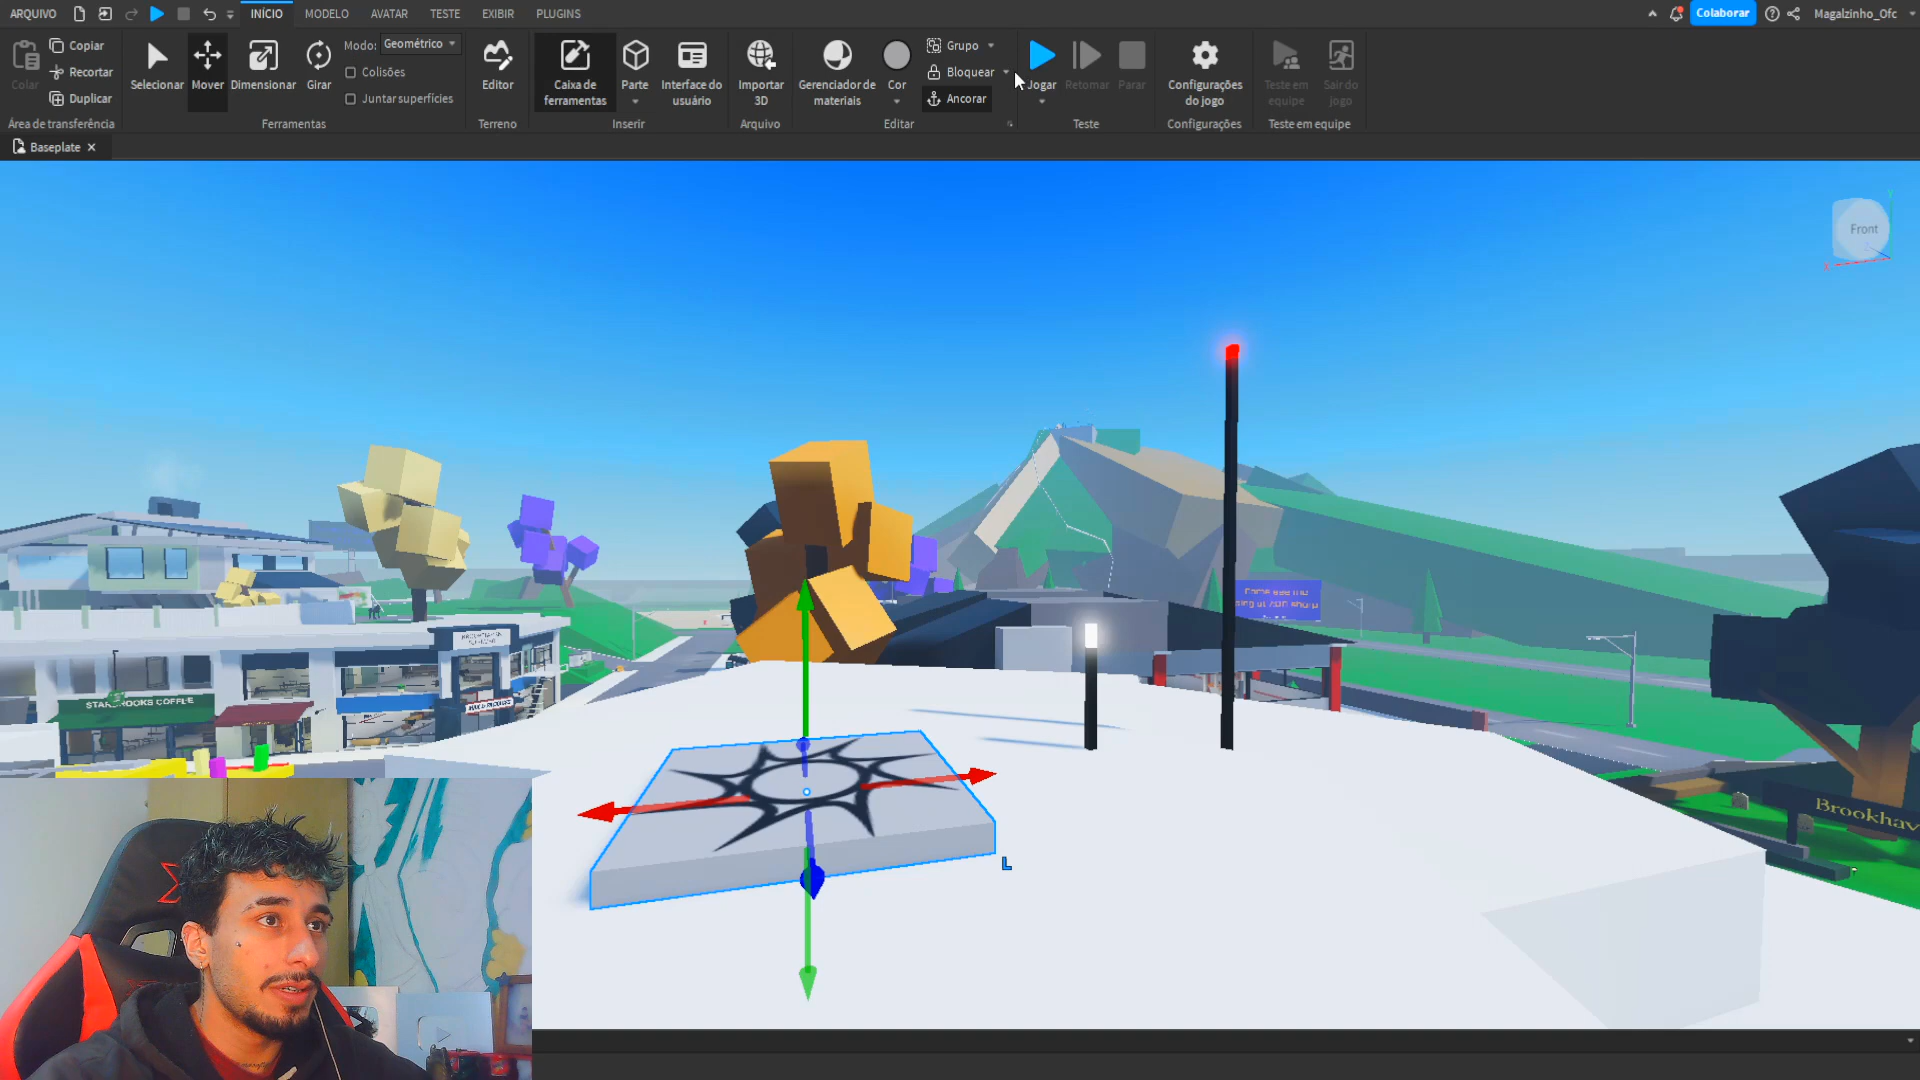 ARQUIVO INÍCIO MODELO AVATAR TESTE EXIBIR PLUGINS Colaborar Magalzinho_Ofc
Colar Copiar Recortar Duplicar
Área de transferência
Selecionar Mover Dimensionar Girar
Modo: Geométrico
Colisões
Juntar superfícies
Ferramentas
Editor
Terreno
Caixa de
ferramentas
Parte
Interface do
usuário
Inserir
Importar
3D
Arquivo
Gerenciador de
materiais
Cor
Grupo
Bloquear
Ancorar
Editar
Jogar Retomar Parar
Teste
Configurações
do jogo
Configurações
Teste em
equipe
Sair do
jogo
Teste em equipe
Baseplate
Front
STARBROOKS COFFEE
Brookhav
L